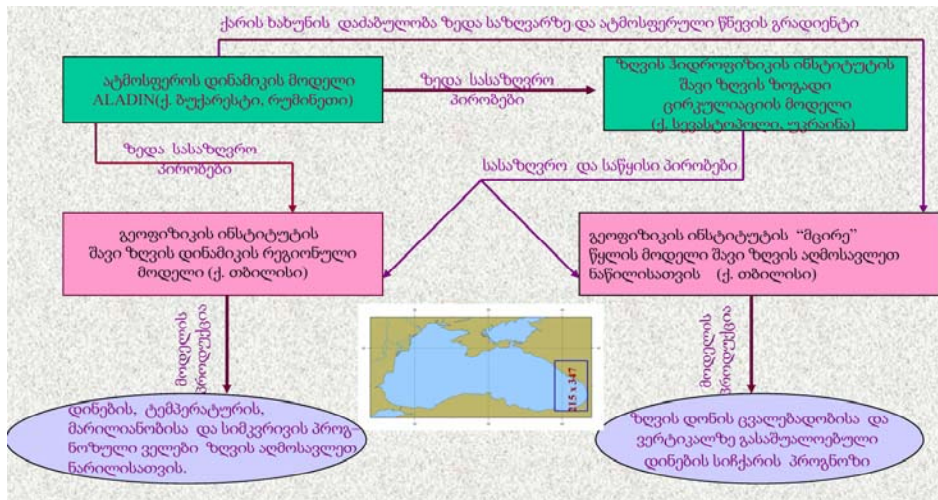 ქარის ხახუნის დაძაბულობა ზედა საზღვარზე და ატმოსფერული წნევის გრადიენტი
ატმოსფეროს დინამიკის მოდელი
ALADIN(ქ. ბუქარესტი, რუმინეთი)
ზედა სასაზღვრო
პირობები
ზღვის ჰიდროფიზიკის ინსტიტუტის
შავი ზღვის ზოგადი
ცირკულიაციის მოდელი
(ქ. სევასტოპოლი, უკრაინა)
ზედა სასაზღვრო
პირობები
სასაზღვრო და საწყისი პირობები
გეოფიზიკის ინსტიტუტის
შავი ზღვის დინამიკის რეგიონული
მოდელი (ქ. თბილისი)
გეოფიზიკის ინსტიტუტის “მცირე”
წყლის მოდელი შავი ზღვის აღმოსავლეთ
ნაწილისათვის (ქ. თბილისი)
მოდელის
პროდუქცია
215 x 347
მოდელის
პროდუქცია
დინების, ტემპერატურის,
მარილიანობისა და სიმკვრივის პროგ–
ნოზული ველები ზღვის აღმოსავლეთ
ნარილისათვის.
ზღვის დონის ცვალებადობისა და
ვერტიკალზე გასაშუალოებული
დინების სიჩქარის პროგნოზი